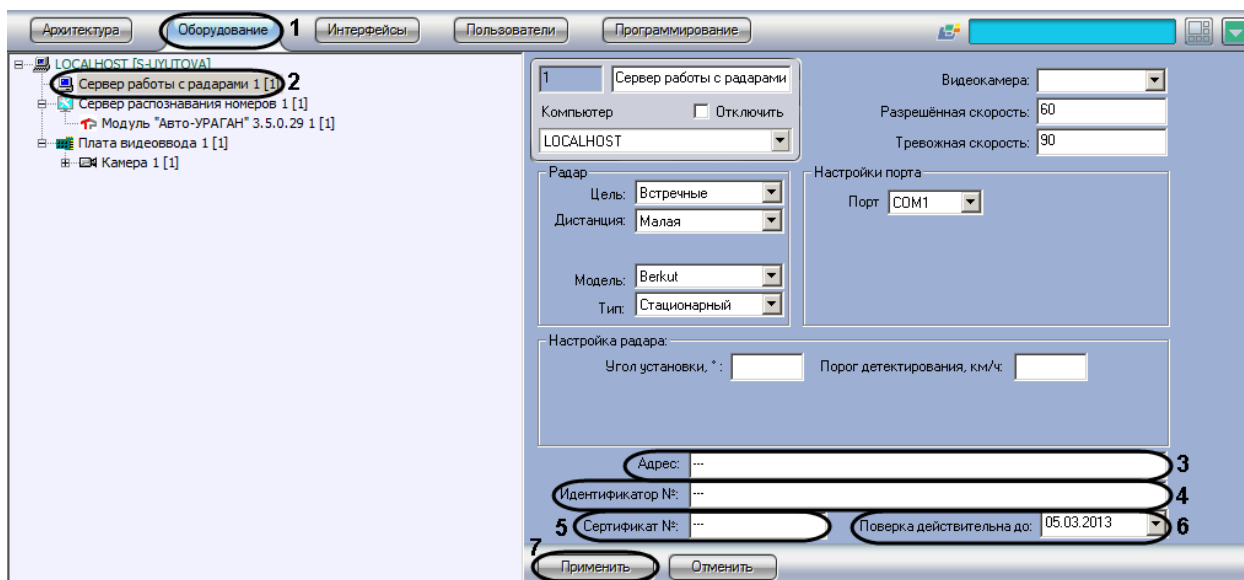 Архитектура Оборудование 1 Интерфейсы Пользователи Программирование
LOCALHOST [S-UYUTOVA]
Сервер работы с радарами 1 [1] 2
Сервер распознавания номеров 1 [1]
Модуль "Авто-УРАГАН" 3.5.0.29 1 [1]
Плата видеоввода 1 [1]
Камера 1 [1]
1 Сервер работы с радарами
Компьютер Отключить
LOCALHOST
Видеокамера:
Разрешённая скорость: 60
Тревожная скорость: 90
Радар
Цель: Встречные
Дистанция: Малая
Модель: Berkut
Тип: Стационарный
Настройки порта
Порт COM1
Настройка радара:
Угол установки, ° : Порог детектирования, км/ч:
Адрес: --- 3
Идентификатор №: --- 4
5 Сертификат №: --- Поверка действительна до: 05.03.2013 6
7 Применить Отменить